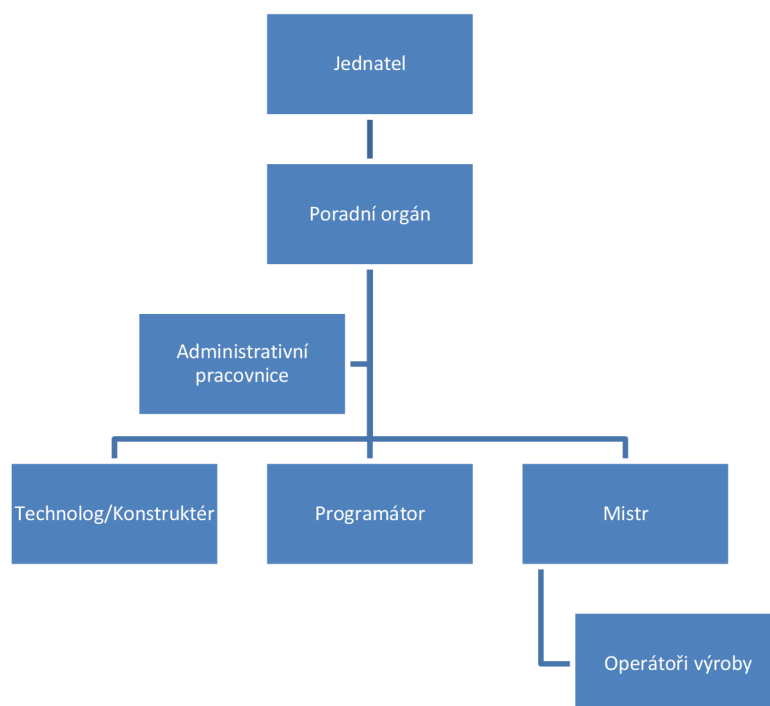 Jednatel
Poradní orgán
Administrativní
pracovnice
Technolog/Konstruktér
Programátor
Mistr
Operátoři výroby